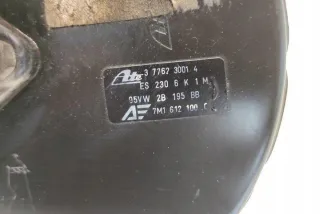 Ate 3 7762 3001 4
ES 230 6 K 1 M
95VW 2B 195 BB
AE 7M1 612 100 C